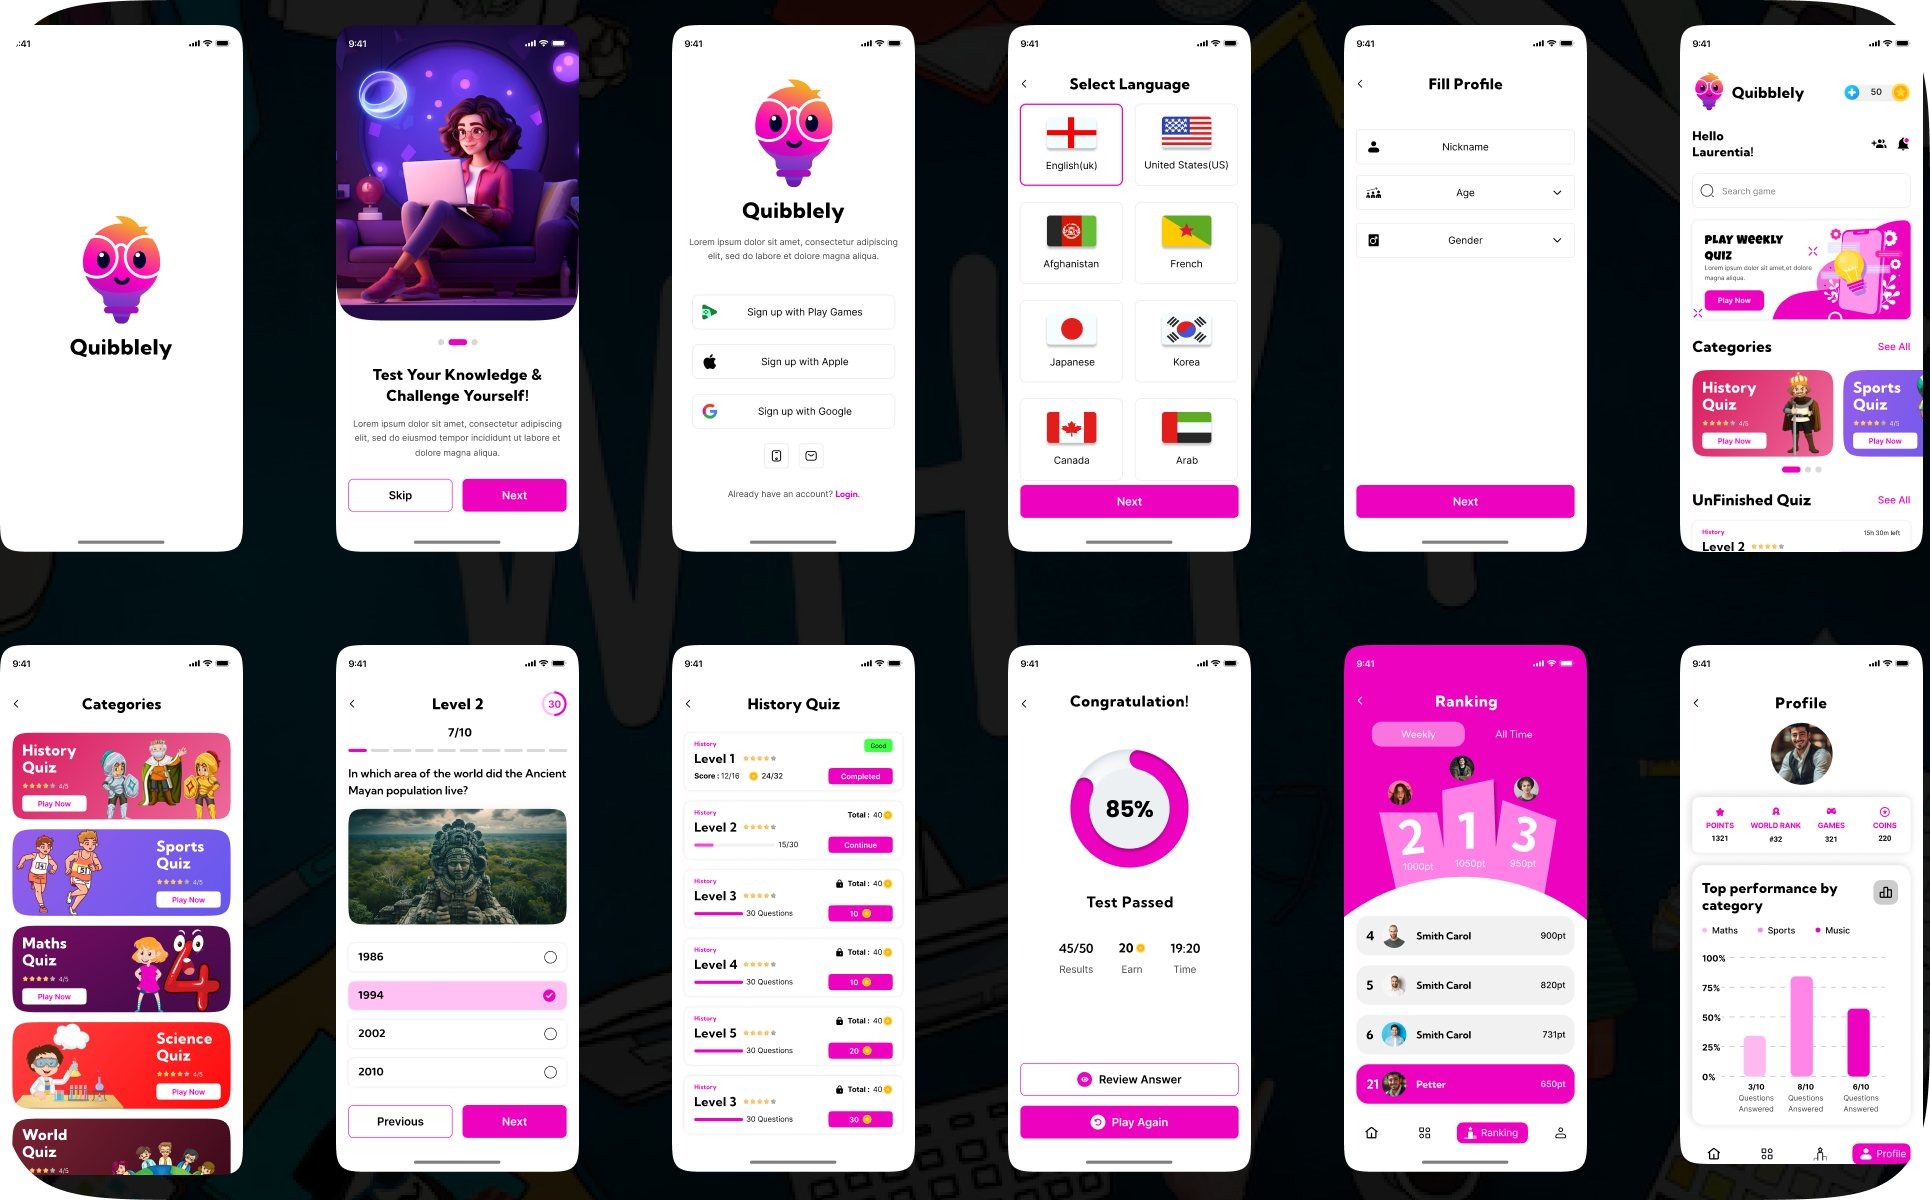 :41
Quibblely
9:41
Test Your Knowledge &
Challenge Yourself!
Lorem ipsum dolor sit amet, consectetur adipiscing
elit, sed do eiusmod tempor incididunt ut labore et
dolore magna aliqua.
Skip
Next
9:41
Quibblely
Lorem ipsum dolor sit amet, consectetur adipiscing
elit, sed do labore et dolore magna aliqua.
Sign up with Play Games
Sign up with Apple
Sign up with Google
Already have an account? Login.
9:41
Select Language
English(uk)
United States(US)
Afghanistan
French
Japanese
Korea
Canada
Arab
Next
9:41
Fill Profile
Nickname
Age
Gender
Next
9:41
Quibblely
50
Hello
Laurentia!
Search game
PLAY WEEKLY
QUIZ
Lorem ipsum dolor sit amet,et dolore
magna aliqua.
Play Now
Categories
See All
History
Quiz
4/5
Play Now
Sports
Quiz
4/5
Play Now
UnFinished Quiz
See All
History
15h 30m left
Level 2
9:41
Categories
History
Quiz
4/5
Play Now
Sports
Quiz
4/5
Play Now
Maths
Quiz
4/5
Play Now
4
Science
Quiz
4/5
Play Now
World
Quiz
4/5
9:41
Level 2
30
7/10
In which area of the world did the Ancient
Mayan population live?
1986
1994
2002
2010
Previous
Next
9:41
History Quiz
History
Good
Level 1
Score : 12/16
24/32
Completed
History
Total : 40
Level 2
15/30
Continue
History
Total : 40
Level 3
30 Questions
10
History
Total : 40
Level 4
30 Questions
10
History
Total : 40
Level 5
30 Questions
20
History
Total : 40
Level 3
30 Questions
30
9:41
Congratulation!
85%
Test Passed
45/50
20
19:20
Results
Earn
Time
Review Answer
Play Again
9:41
Ranking
Weekly
All Time
2
1
3
1000pt
1050pt
950pt
4
Smith Carol
900pt
5
Smith Carol
820pt
6
Smith Carol
731pt
21
Petter
650pt
Ranking
9:41
Profile
POINTS
WORLD RANK
GAMES
COINS
1321
#32
321
220
Top performance by
category
Maths
Sports
Music
100%
75%
50%
25%
0%
3/10
8/10
6/10
Questions
Questions
Questions
Answered
Answered
Answered
Profile